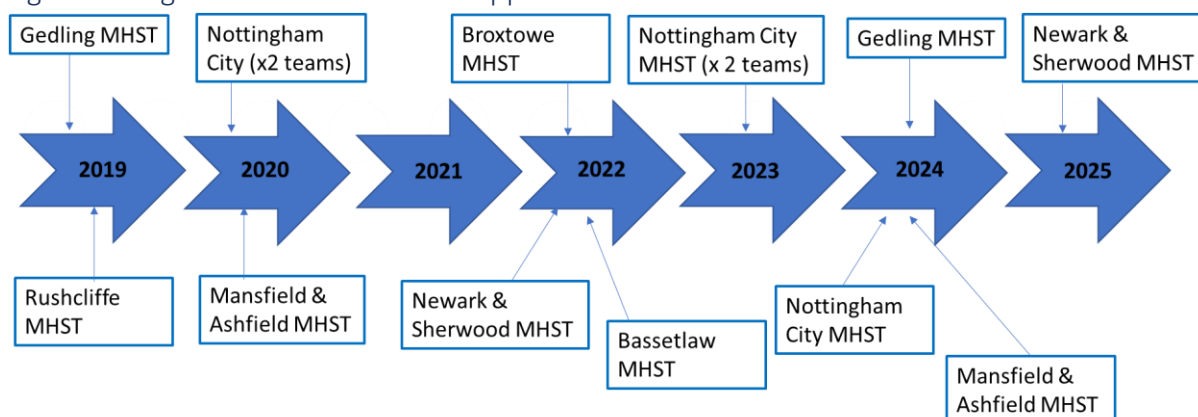 Gedling MHST
Nottingham
City (x2 teams)
Broxtowe
MHST
Nottingham City
MHST (x 2 teams)
Gedling MHST
Newark &
Sherwood MHST
2019
2020
2021
2022
2023
2024
2025
Rushcliffe
MHST
Mansfield &
Ashfield MHST
Newark &
Sherwood MHST
Bassetlaw
MHST
Nottingham
City MHST
Mansfield &
Ashfield MHST